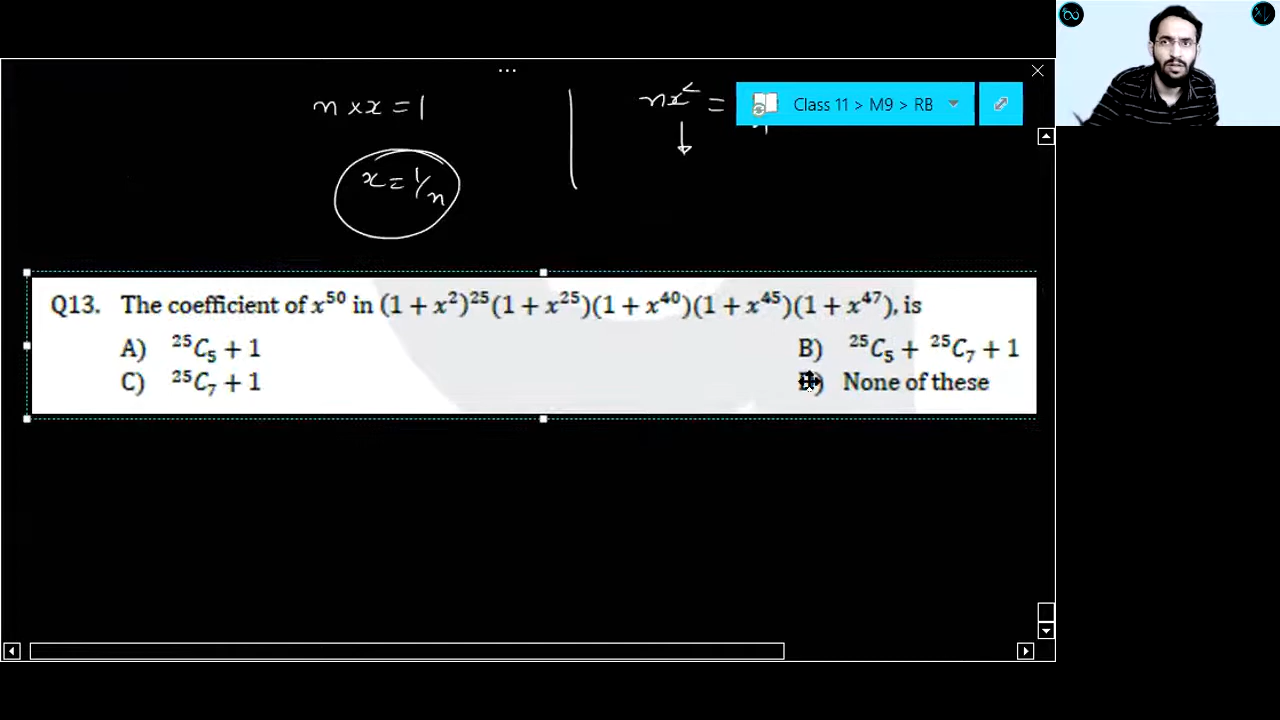 n × x = 1
nx² =
Class 11 > M9 > RB
x = 1/n
Q13. The coefficient of x⁵⁰ in (1 + x²)²⁵(1 + x²⁵)(1 + x⁴⁰)(1 + x⁴⁵)(1 + x⁴⁷), is
A) ²⁵C₅ + 1 B) ²⁵C₅ + ²⁵C₇ + 1
C) ²⁵C₇ + 1 None of these